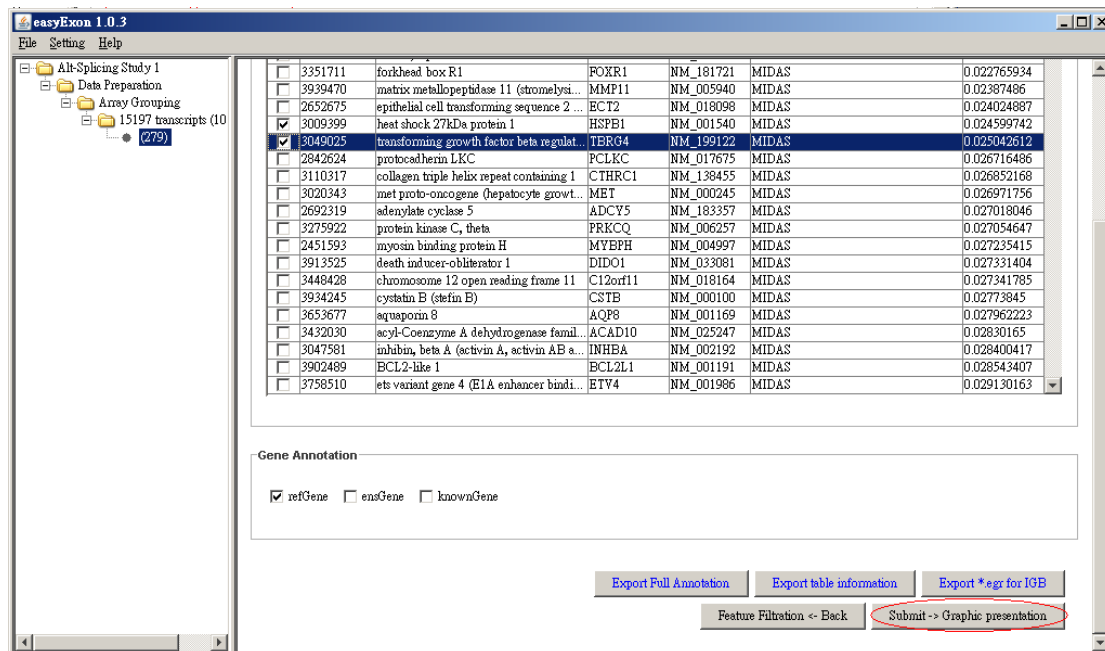 easyExon 1.0.3
File Setting Help
Alt-Splicing Study 1
Data Preparation
Array Grouping
15197 transcripts (10
(279)
3351711 forkhead box R1 FOXR1 NM_181721 MIDAS 0.022765934
3939470 matrix metallopeptidase 11 (stromelysi... MMP11 NM_005940 MIDAS 0.02387486
2652675 epithelial cell transforming sequence 2 ... ECT2 NM_018098 MIDAS 0.024024887
3009399 heat shock 27kDa protein 1 HSPB1 NM_001540 MIDAS 0.024599742
3049025 transforming growth factor beta regulat... TBRG4 NM_199122 MIDAS 0.025042612
2842624 protocadherin LKC PCLKC NM_017675 MIDAS 0.026716486
3110317 collagen triple helix repeat containing 1 CTHRC1 NM_138455 MIDAS 0.026852168
3020343 met proto-oncogene (hepatocyte growt... MET NM_000245 MIDAS 0.026971756
2692319 adenylate cyclase 5 ADCY5 NM_183357 MIDAS 0.027018046
3275922 protein kinase C, theta PRKCQ NM_006257 MIDAS 0.027054647
2451593 myosin binding protein H MYBPH NM_004997 MIDAS 0.027235415
3913525 death inducer-obliterator 1 DIDO1 NM_033081 MIDAS 0.027331404
3448428 chromosome 12 open reading frame 11 C12orf11 NM_018164 MIDAS 0.027341785
3934245 cystatin B (stefin B) CSTB NM_000100 MIDAS 0.02773845
3653677 aquaporin 8 AQP8 NM_001169 MIDAS 0.027962223
3432030 acyl-Coenzyme A dehydrogenase famil... ACAD10 NM_025247 MIDAS 0.02830165
3047581 inhibin, beta A (activin A, activin AB a... INHBA NM_002192 MIDAS 0.028400417
3902489 BCL2-like 1 BCL2L1 NM_001191 MIDAS 0.028543407
3758510 ets variant gene 4 (E1A enhancer bindi... ETV4 NM_001986 MIDAS 0.029130163
Gene Annotation
refGene ensGene knownGene
Export Full Annotation Export table information Export *.egr for IGB
Feature Filtration <- Back Submit -> Graphic presentation